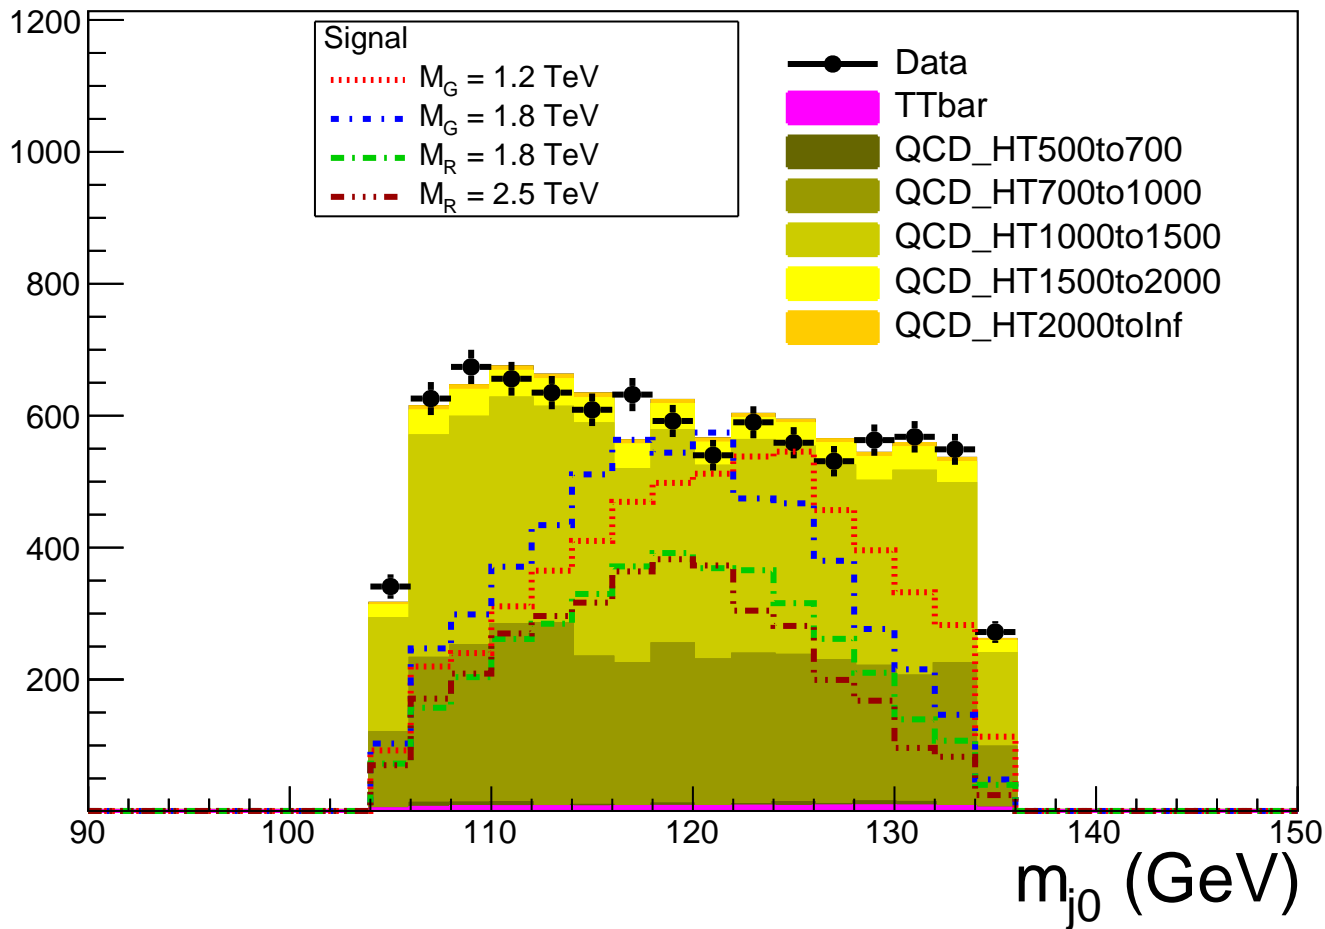 1200
1000
800
600
400
200
Signal
M_G = 1.2 TeV
M_G = 1.8 TeV
M_R = 1.8 TeV
M_R = 2.5 TeV
Data
TTbar
QCD_HT500to700
QCD_HT700to1000
QCD_HT1000to1500
QCD_HT1500to2000
QCD_HT2000toInf
90 100 110 120 130 140 150
m_j0 (GeV)